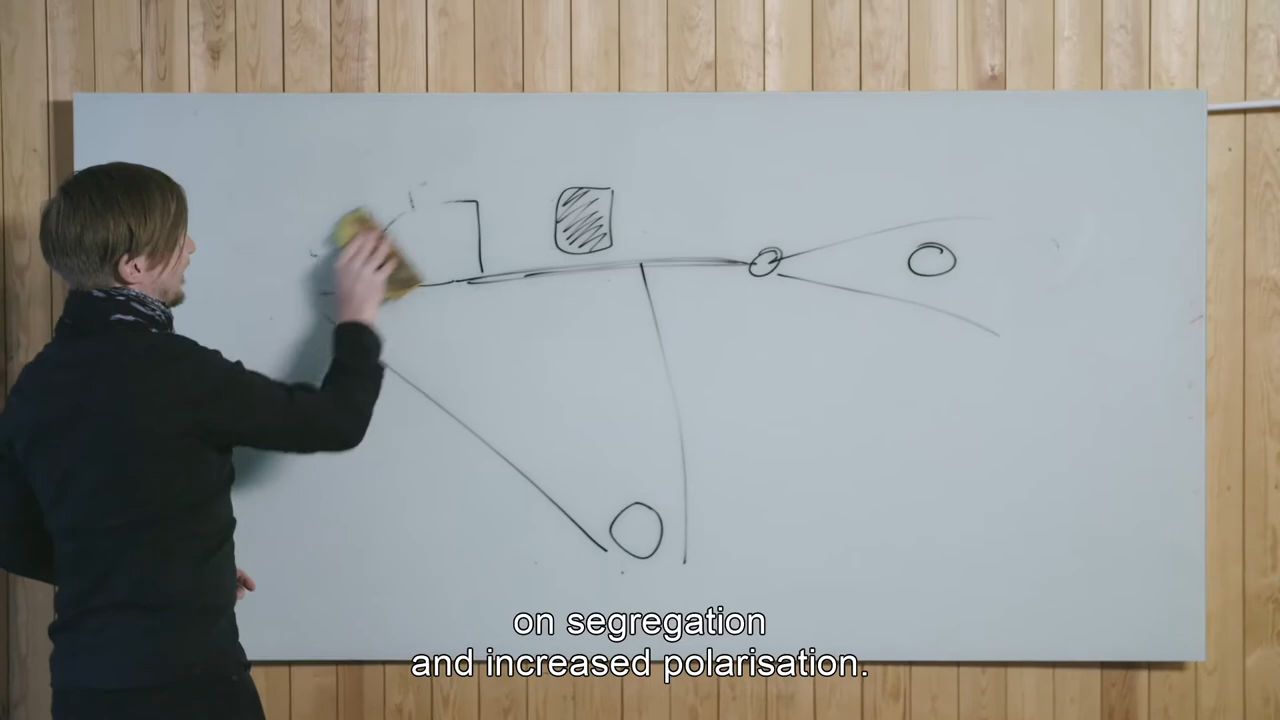 on segregation
and increased polarisation.